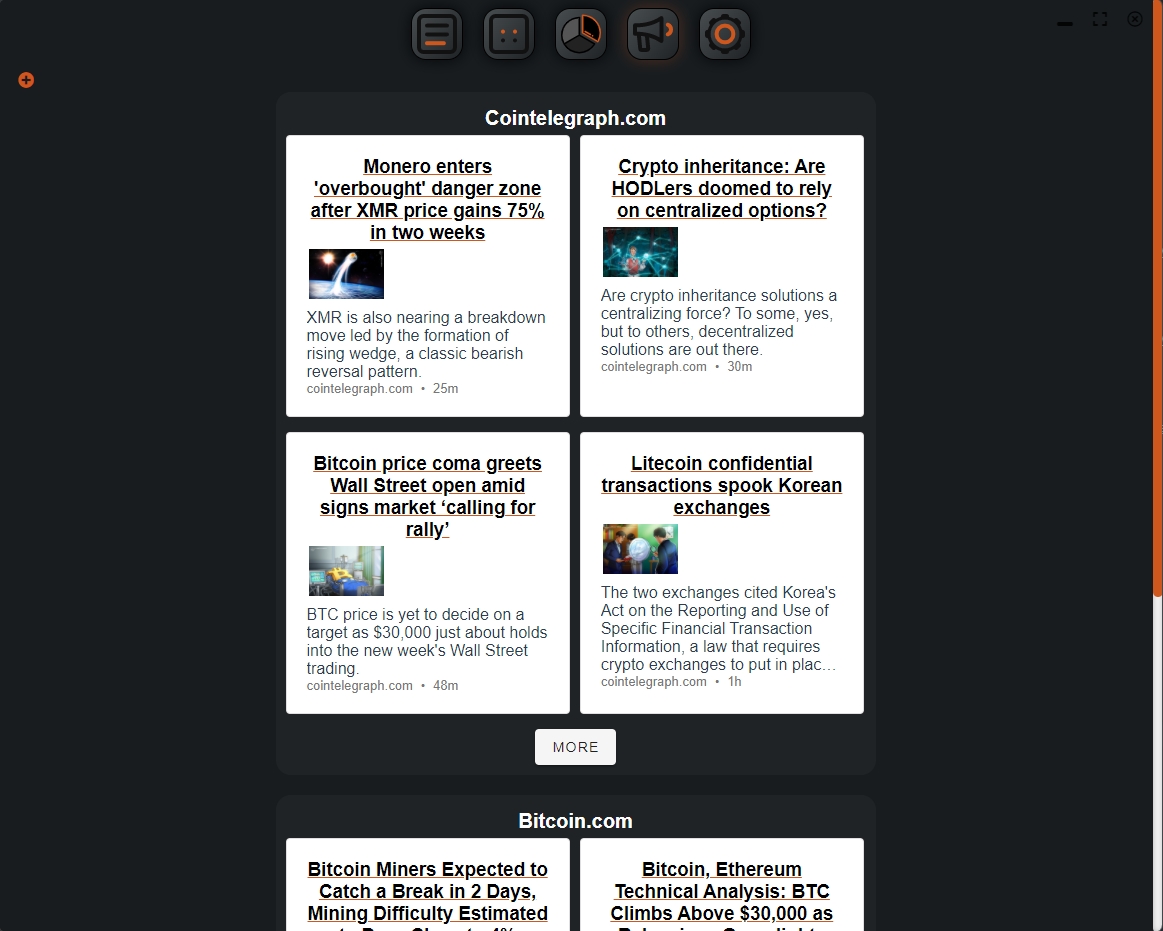 Cointelegraph.com
Monero enters
'overbought' danger zone
after XMR price gains 75%
in two weeks
XMR is also nearing a breakdown
move led by the formation of
rising wedge, a classic bearish
reversal pattern.
cointelegraph.com • 25m
Crypto inheritance: Are
HODLers doomed to rely
on centralized options?
Are crypto inheritance solutions a
centralizing force? To some, yes,
but to others, decentralized
solutions are out there.
cointelegraph.com • 30m
Bitcoin price coma greets
Wall Street open amid
signs market ‘calling for
rally’
BTC price is yet to decide on a
target as $30,000 just about holds
into the new week's Wall Street
trading.
cointelegraph.com • 48m
Litecoin confidential
transactions spook Korean
exchanges
The two exchanges cited Korea's
Act on the Reporting and Use of
Specific Financial Transaction
Information, a law that requires
crypto exchanges to put in plac…
cointelegraph.com • 1h
MORE
Bitcoin.com
Bitcoin Miners Expected to
Catch a Break in 2 Days,
Mining Difficulty Estimated
Bitcoin, Ethereum
Technical Analysis: BTC
Climbs Above $30,000 as